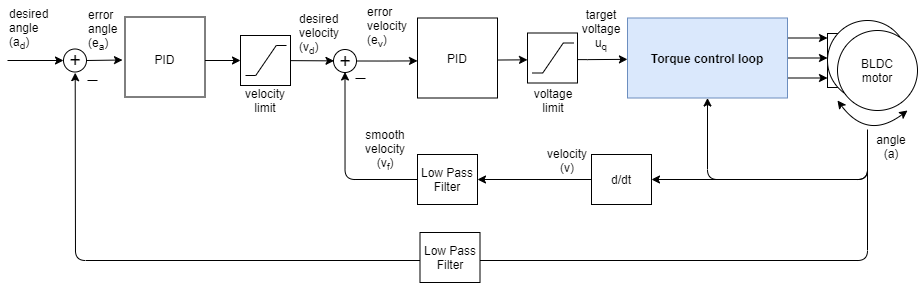 desired
angle
(a_d)
error
angle
(e_a)
+
−
PID
velocity
limit
desired
velocity
(v_d)
+
−
error
velocity
(e_v)
PID
voltage
limit
target
voltage
u_q
Torque control loop
BLDC
motor
angle
(a)
smooth
velocity
(v_f)
Low Pass
Filter
velocity
(v)
d/dt
Low Pass
Filter